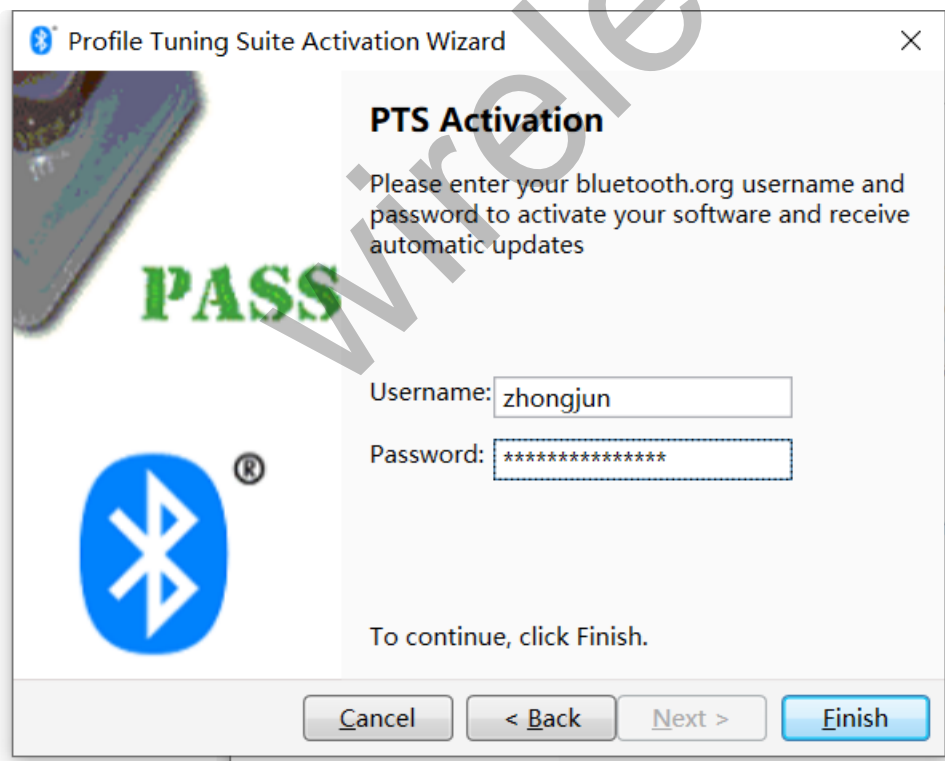 Profile Tuning Suite Activation Wizard
PTS Activation
Please enter your bluetooth.org username and
password to activate your software and receive
automatic updates
PASS
Username: zhongjun
Password: ***************
®
To continue, click Finish.
Cancel
< Back
Next >
Finish
wirele